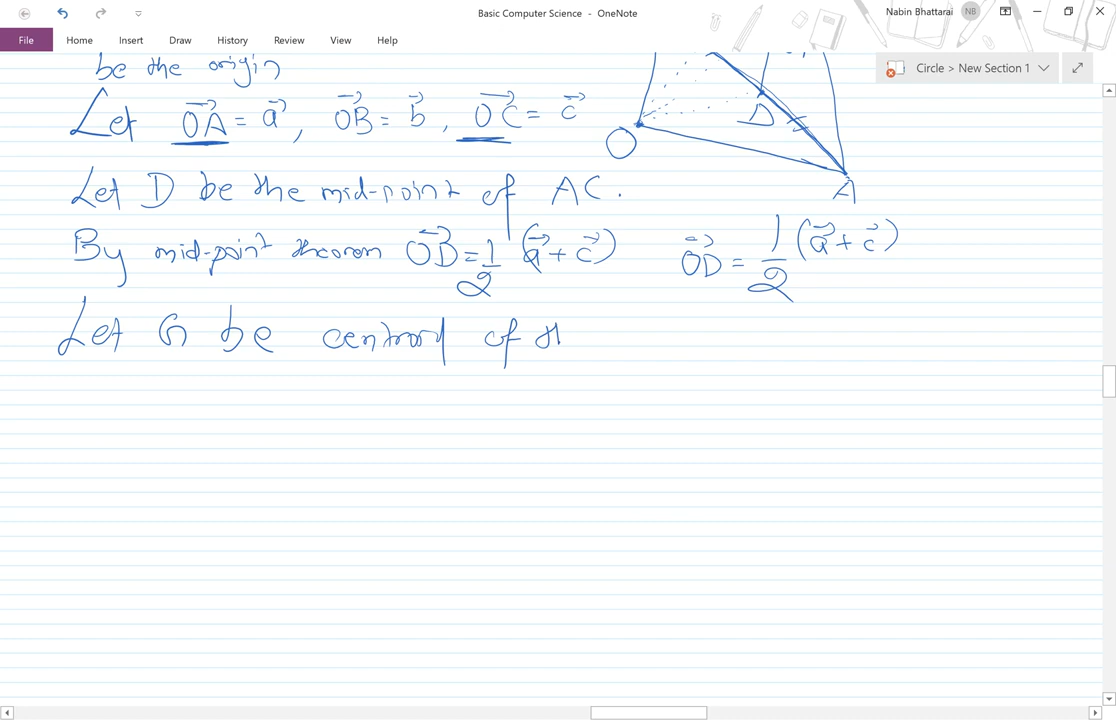 Basic Computer Science - OneNote
Nabin Bhattarai NB
File Home Insert Draw History Review View Help
Circle > New Section 1
be the origin
Let OA⃗ = a⃗, OB⃗ = b⃗, OC⃗ = c⃗
O D A
Let D be the mid-point of AC.
By mid-point theorem OB⃗ = 1/2 (a⃗ + c⃗) OD⃗ = 1/2 (a⃗ + c⃗)
Let G be centroid of